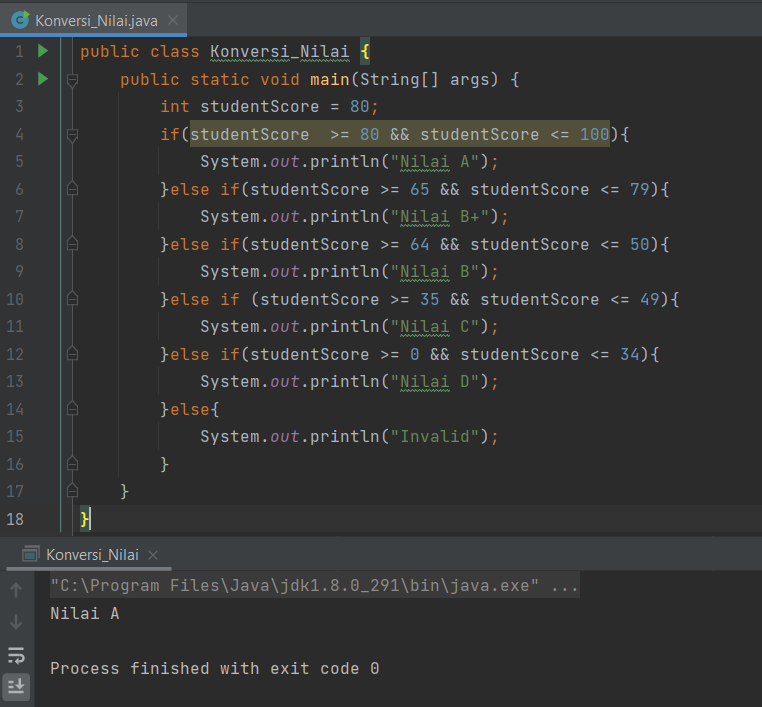 Konversi_Nilai.java
1 public class Konversi_Nilai {
2 public static void main(String[] args) {
3 int studentScore = 80;
4 if(studentScore  >= 80 && studentScore <= 100){
5 System.out.println("Nilai A");
6 }else if(studentScore >= 65 && studentScore <= 79){
7 System.out.println("Nilai B+");
8 }else if(studentScore >= 64 && studentScore <= 50){
9 System.out.println("Nilai B");
10 }else if (studentScore >= 35 && studentScore <= 49){
11 System.out.println("Nilai C");
12 }else if(studentScore >= 0 && studentScore <= 34){
13 System.out.println("Nilai D");
14 }else{
15 System.out.println("Invalid");
16 }
17 }
18 }
Konversi_Nilai
"C:\Program Files\Java\jdk1.8.0_291\bin\java.exe" ...
Nilai A
Process finished with exit code 0